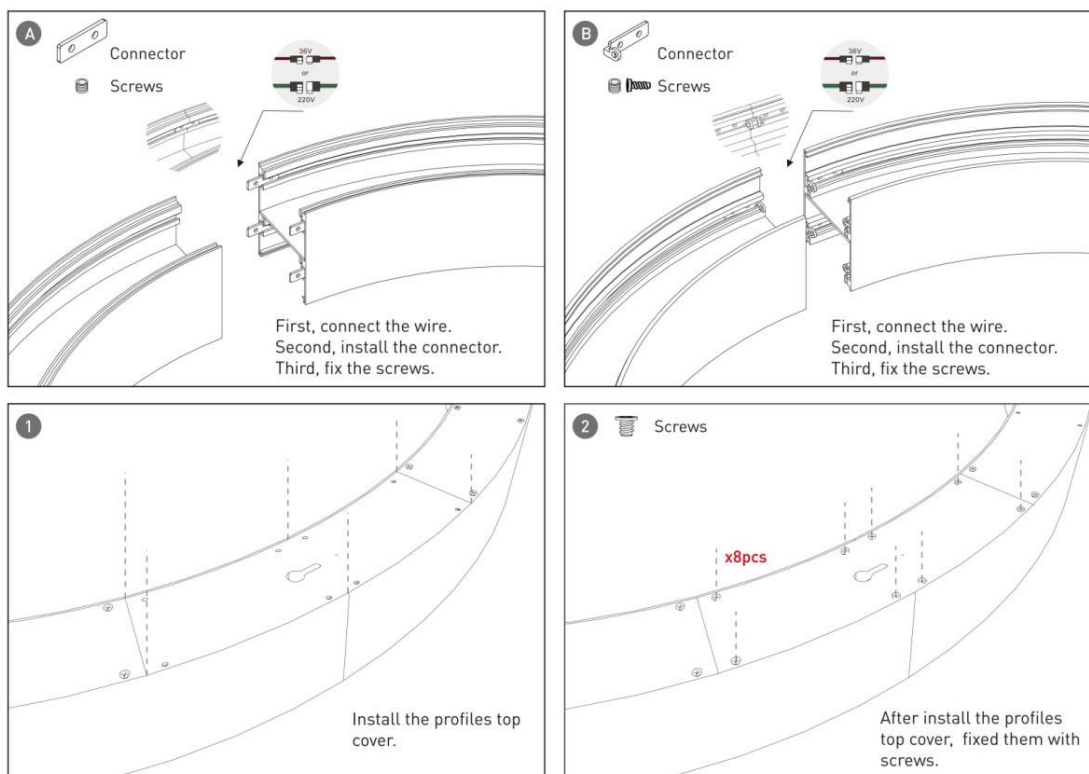 A
Connector
Screws
36V
or
220V
First, connect the wire.
Second, install the connector.
Third, fix the screws.
B
Connector
Screws
36V
or
220V
First, connect the wire.
Second, install the connector.
Third, fix the screws.
1
Install the profiles top
cover.
2
Screws
x8pcs
After install the profiles
top cover, fixed them with
screws.